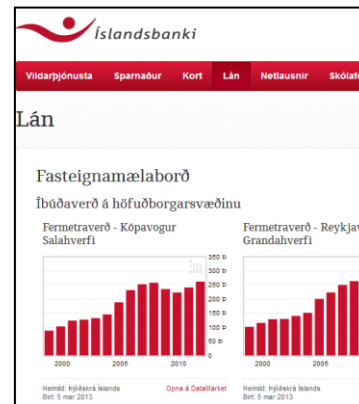 Íslandsbanki
Vildarþjónusta Sparnaður Kort Lán Netlausnir Skólafé
Lán
Fasteignamælaborð
Íbúðaverð á höfuðborgarsvæðinu
Fermetraverð - Kópavogur
Salahverfi
350 Þ
300 Þ
250 Þ
200 Þ
150 Þ
100 Þ
50 Þ
0
2000 2005 2010
Heimild: Þjóðskrá Íslands
Birt: 5 mar 2013
Opna á DataMarket
Fermetraverð - Reykjav
Grandahverfi
2000 2005
Heimild: Þjóðskrá Íslands
Birt: 5 mar 2013